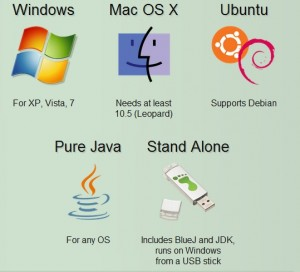 Windows
Mac OS X
Ubuntu
For XP, Vista, 7
Needs at least
10.5 (Leopard)
Supports Debian
Pure Java
Stand Alone
For any OS
Includes BlueJ and JDK,
runs on Windows
from a USB stick